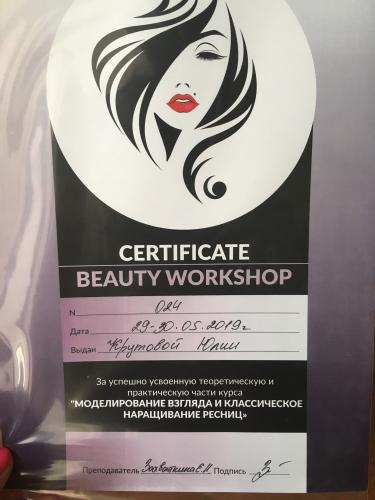 CERTIFICATE
BEAUTY WORKSHOP
N 024
Дата 29-30.05.2019г
Выдан Крутовой Юлии
За успешно усвоенную теоретическую и
практическую части курса
"МОДЕЛИРОВАНИЕ ВЗГЛЯДА И КЛАССИЧЕСКОЕ
НАРАЩИВАНИЕ РЕСНИЦ»
Преподаватель Подпись